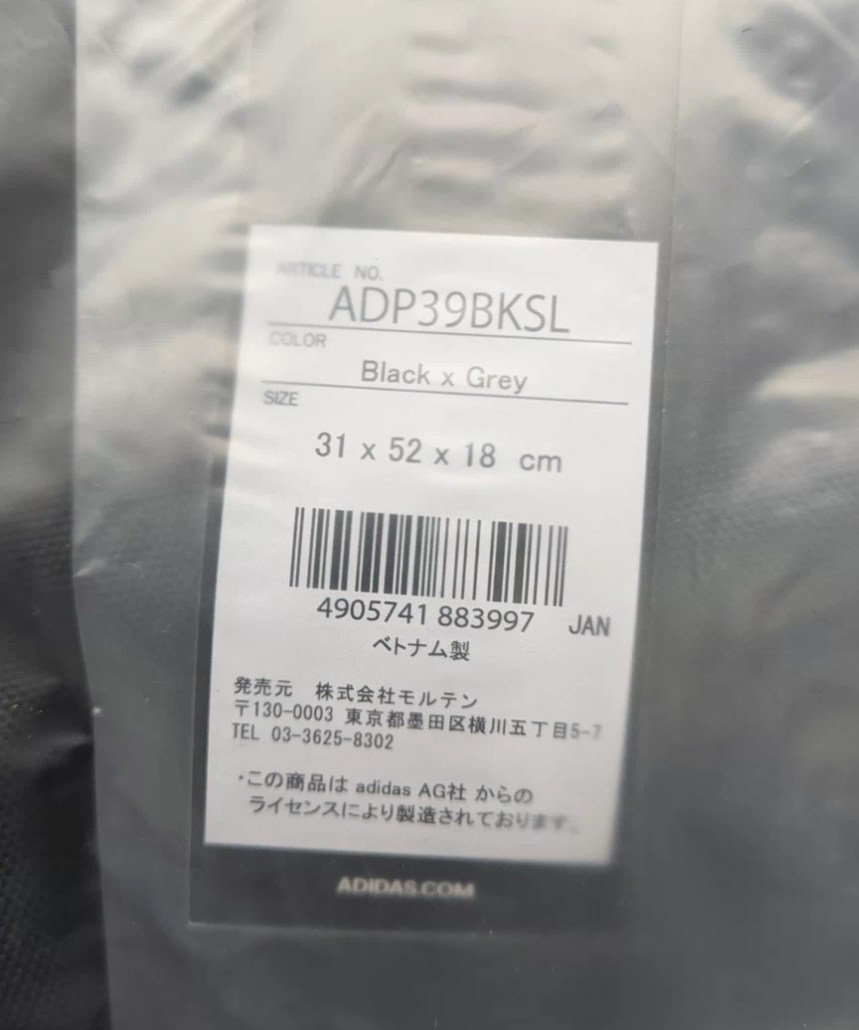 ARTICLE NO.
ADP39BKSL
COLOR
Black x Grey
SIZE
31 x 52 x 18 cm
4905741 883997 JAN
ベトナム製
発売元 株式会社モルテン
〒130-0003 東京都墨田区横川五丁目5-7
TEL 03-3625-8302
・この商品は adidas AG社 からの
ライセンスにより製造されております。
ADIDAS.COM